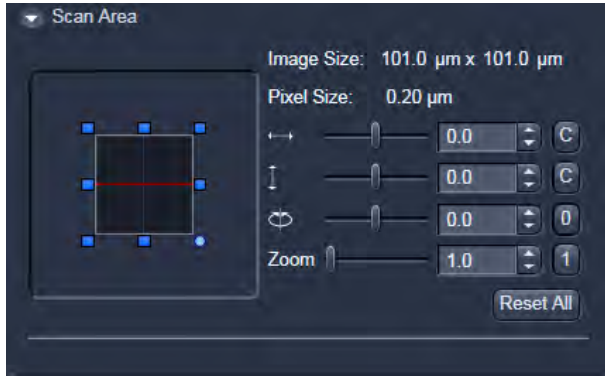 Scan Area
Image Size: 101.0 µm x 101.0 µm
Pixel Size: 0.20 µm
0.0 C
0.0 C
0.0 0
Zoom 1.0 1
Reset All